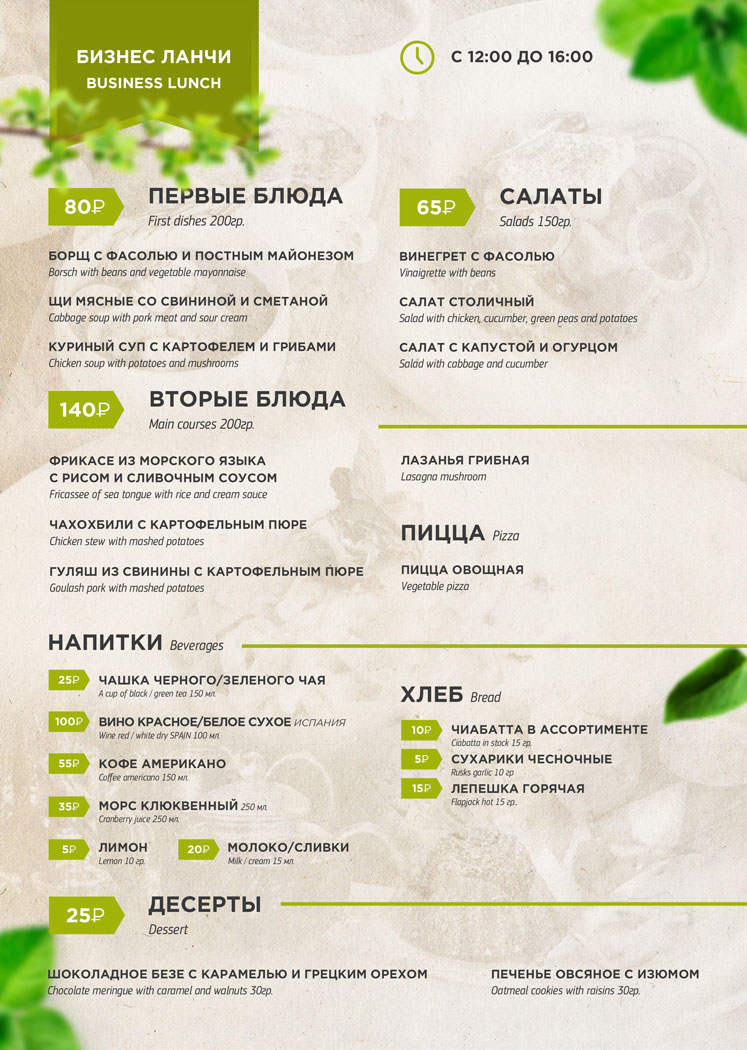 БИЗНЕС ЛАНЧИ
BUSINESS LUNCH
С 12:00 ДО 16:00
80₽
ПЕРВЫЕ БЛЮДА
First dishes 200гр.
БОРЩ С ФАСОЛЬЮ И ПОСТНЫМ МАЙОНЕЗОМ
Borsch with beans and vegetable mayonnaise
ЩИ МЯСНЫЕ СО СВИНИНОЙ И СМЕТАНОЙ
Cabbage soup with pork meat and sour cream
КУРИНЫЙ СУП С КАРТОФЕЛЕМ И ГРИБАМИ
Chicken soup with potatoes and mushrooms
65₽
САЛАТЫ
Salads 150гр.
ВИНЕГРЕТ С ФАСОЛЬЮ
Vinaigrette with beans
САЛАТ СТОЛИЧНЫЙ
Salad with chicken, cucumber, green peas and potatoes
САЛАТ С КАПУСТОЙ И ОГУРЦОМ
Salad with cabbage and cucumber
140₽
ВТОРЫЕ БЛЮДА
Main courses 200гр.
ФРИКАСЕ ИЗ МОРСКОГО ЯЗЫКА
С РИСОМ И СЛИВОЧНЫМ СОУСОМ
Fricassee of sea tongue with rice and cream sauce
ЧАХОХБИЛИ С КАРТОФЕЛЬНЫМ ПЮРЕ
Chicken stew with mashed potatoes
ГУЛЯШ ИЗ СВИНИНЫ С КАРТОФЕЛЬНЫМ ПЮРЕ
Goulash pork with mashed potatoes
ЛАЗАНЬЯ ГРИБНАЯ
Lasagna mushroom
ПИЦЦА Pizza
ПИЦЦА ОВОЩНАЯ
Vegetable pizza
НАПИТКИ Beverages
25₽ ЧАШКА ЧЕРНОГО/ЗЕЛЕНОГО ЧАЯ
A cup of black / green tea 150 мл.
100₽ ВИНО КРАСНОЕ/БЕЛОЕ СУХОЕ ИСПАНИЯ
Wine red / white dry SPAIN 100 мл.
55₽ КОФЕ АМЕРИКАНО
Coffee americano 150 мл.
35₽ МОРС КЛЮКВЕННЫЙ 250 мл.
Cranberry juice 250 мл.
5₽ ЛИМОН
Lemon 10 гр.
20₽ МОЛОКО/СЛИВКИ
Milk / cream 15 мл.
ХЛЕБ Bread
10₽ ЧИАБАТТА В АССОРТИМЕНТЕ
Ciabatta in stock 15 гр.
5₽ СУХАРИКИ ЧЕСНОЧНЫЕ
Rusks garlic 10 гр
15₽ ЛЕПЕШКА ГОРЯЧАЯ
Flapjack hot 15 гр.
25₽
ДЕСЕРТЫ
Dessert
ШОКОЛАДНОЕ БЕЗЕ С КАРАМЕЛЬЮ И ГРЕЦКИМ ОРЕХОМ
Chocolate meringue with caramel and walnuts 30гр.
ПЕЧЕНЬЕ ОВСЯНОЕ С ИЗЮМОМ
Oatmeal cookies with raisins 30гр.